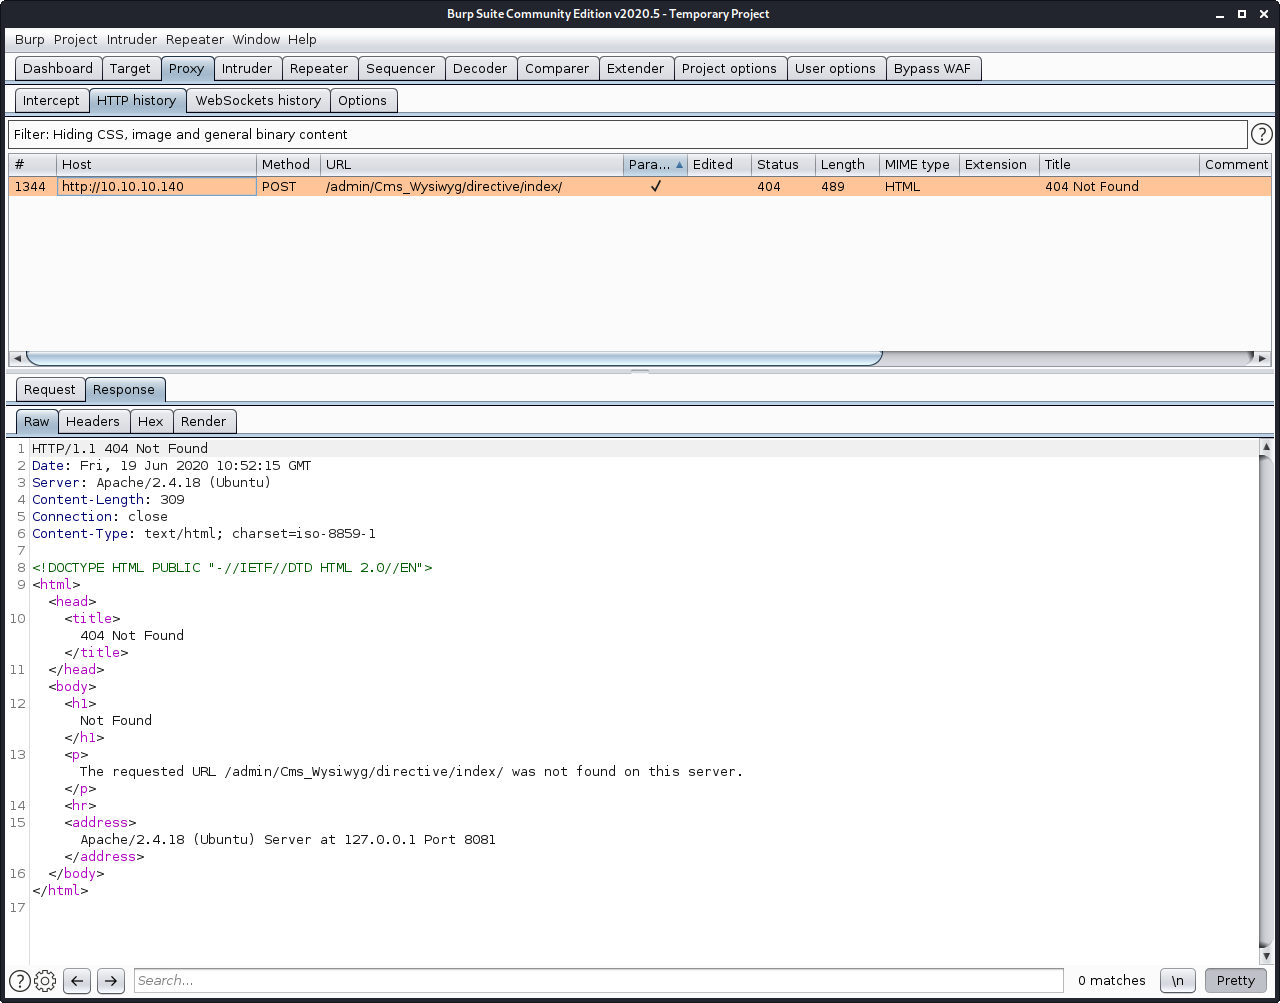 Burp Suite Community Edition v2020.5 - Temporary Project
Burp Project Intruder Repeater Window Help
Dashboard Target Proxy Intruder Repeater Sequencer Decoder Comparer Extender Project options User options Bypass WAF
Intercept HTTP history WebSockets history Options
Filter: Hiding CSS, image and general binary content ?
# Host Method URL Para... Edited Status Length MIME type Extension Title Comment
1344 http://10.10.10.140 POST /admin/Cms_Wysiwyg/directive/index/ ✓ 404 489 HTML 404 Not Found
Request Response
Raw Headers Hex Render
1 HTTP/1.1 404 Not Found
2 Date: Fri, 19 Jun 2020 10:52:15 GMT
3 Server: Apache/2.4.18 (Ubuntu)
4 Content-Length: 309
5 Connection: close
6 Content-Type: text/html; charset=iso-8859-1
7
8 <!DOCTYPE HTML PUBLIC "-//IETF//DTD HTML 2.0//EN">
9 <html>
<head>
10 <title>
404 Not Found
</title>
11 </head>
<body>
12 <h1>
Not Found
</h1>
13 <p>
The requested URL /admin/Cms_Wysiwyg/directive/index/ was not found on this server.
</p>
14 <hr>
15 <address>
Apache/2.4.18 (Ubuntu) Server at 127.0.0.1 Port 8081
</address>
16 </body>
</html>
17
? Search... 0 matches \n Pretty